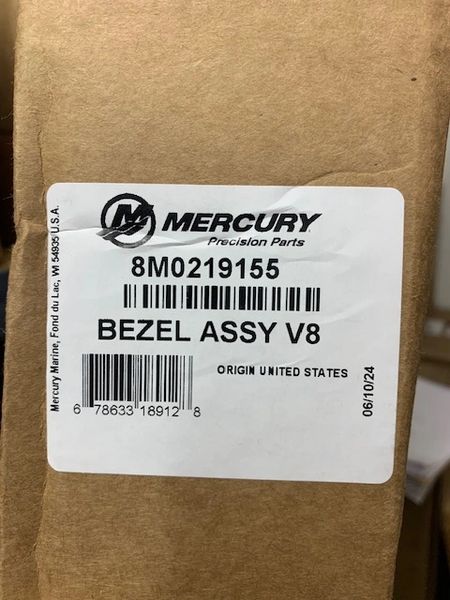 MERCURY
Precision Parts
8M0219155
BEZEL ASSY V8
ORIGIN UNITED STATES
6 78633 18912 8
06/10/24
Mercury Marine, Fond du Lac, WI 54935 U.S.A.